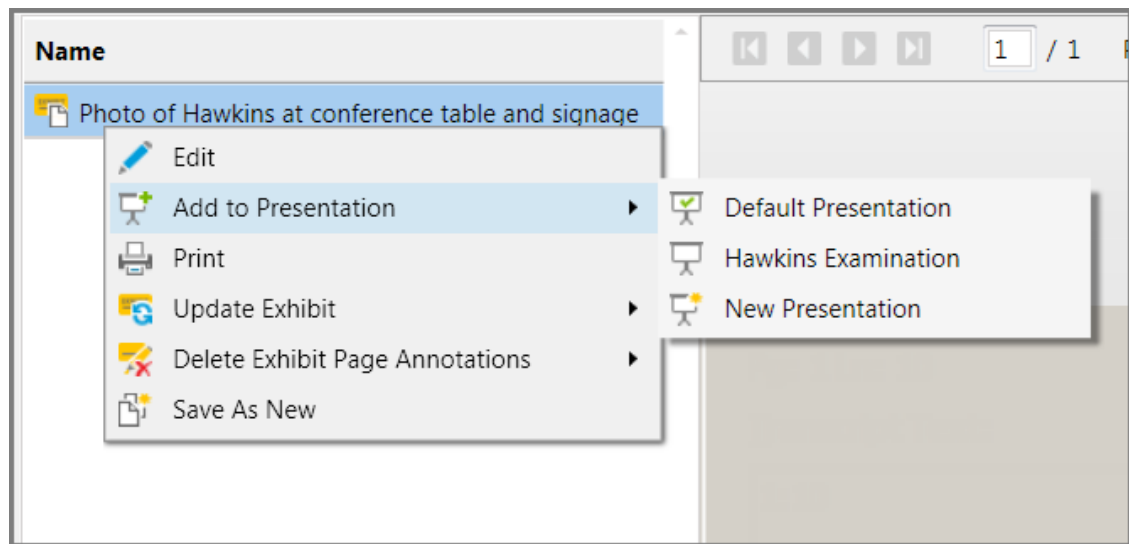 Name
1 / 1
Photo of Hawkins at conference table and signage
Edit
Add to Presentation
Default Presentation
Print
Hawkins Examination
Update Exhibit
New Presentation
Delete Exhibit Page Annotations
Save As New